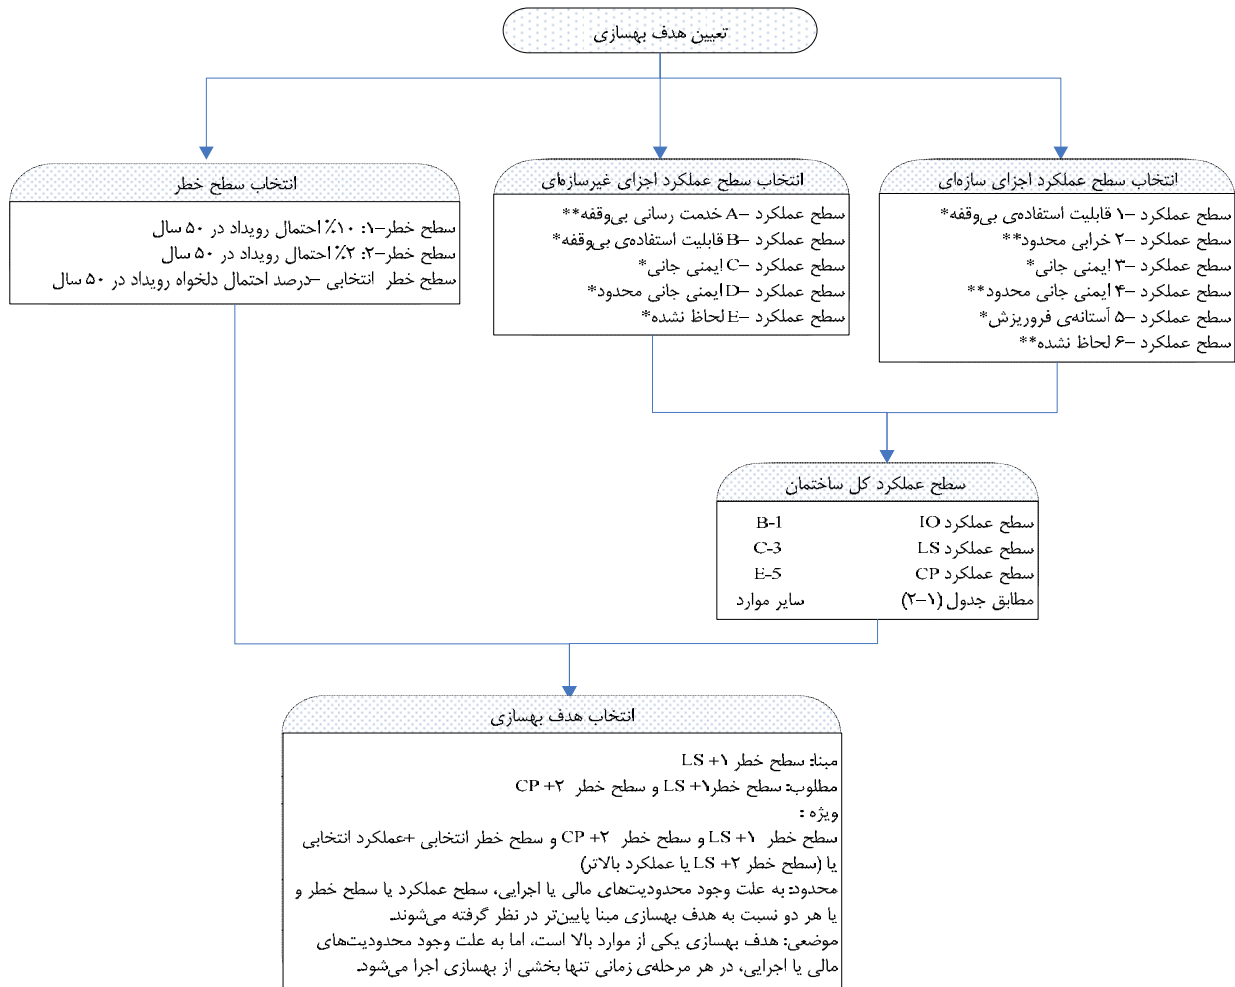 تعیین هدف بهسازی
انتخاب سطح عملکرد اجزای سازه‌ای
سطح عملکرد –۱ قابلیت استفاده‌ی بی‌وقفه*
سطح عملکرد –۲ خرابی محدود**
سطح عملکرد –۳ ایمنی جانی*
سطح عملکرد –۴ ایمنی جانی محدود**
سطح عملکرد –۵ آستانه‌ی فروریزش*
سطح عملکرد –۶ لحاظ نشده**
انتخاب سطح عملکرد اجزای غیرسازه‌ای
سطح عملکرد –A خدمت رسانی بی‌وقفه**
سطح عملکرد –B قابلیت استفاده‌ی بی‌وقفه*
سطح عملکرد –C ایمنی جانی*
سطح عملکرد –D ایمنی جانی محدود*
سطح عملکرد –E لحاظ نشده*
انتخاب سطح خطر
سطح خطر–۱: ۱۰٪ احتمال رویداد در ۵۰ سال
سطح خطر–۲: ۲٪ احتمال رویداد در ۵۰ سال
سطح خطر انتخابی –درصد احتمال دلخواه رویداد در ۵۰ سال
سطح عملکرد کل ساختمان
سطح عملکرد IO B-1
سطح عملکرد LS C-3
سطح عملکرد CP E-5
مطابق جدول (۱–۲) سایر موارد
انتخاب هدف بهسازی
مبنا: سطح خطر ۱+ LS
مطلوب: سطح خطر۱+ LS و سطح خطر ۲+ CP
ویژه :
سطح خطر ۱+ LS و سطح خطر ۲+ CP و سطح خطر انتخابی +عملکرد انتخابی
یا (سطح خطر ۲+ LS یا عملکرد بالاتر)
محدود: به علت وجود محدودیت‌های مالی یا اجرایی، سطح عملکرد یا سطح خطر و
یا هر دو نسبت به هدف بهسازی مبنا پایین‌تر در نظر گرفته می‌شوند.
موضعی: هدف بهسازی یکی از موارد بالا است، اما به علت وجود محدودیت‌های
مالی یا اجرایی، در هر مرحله‌ی زمانی تنها بخشی از بهسازی اجرا می‌شود.